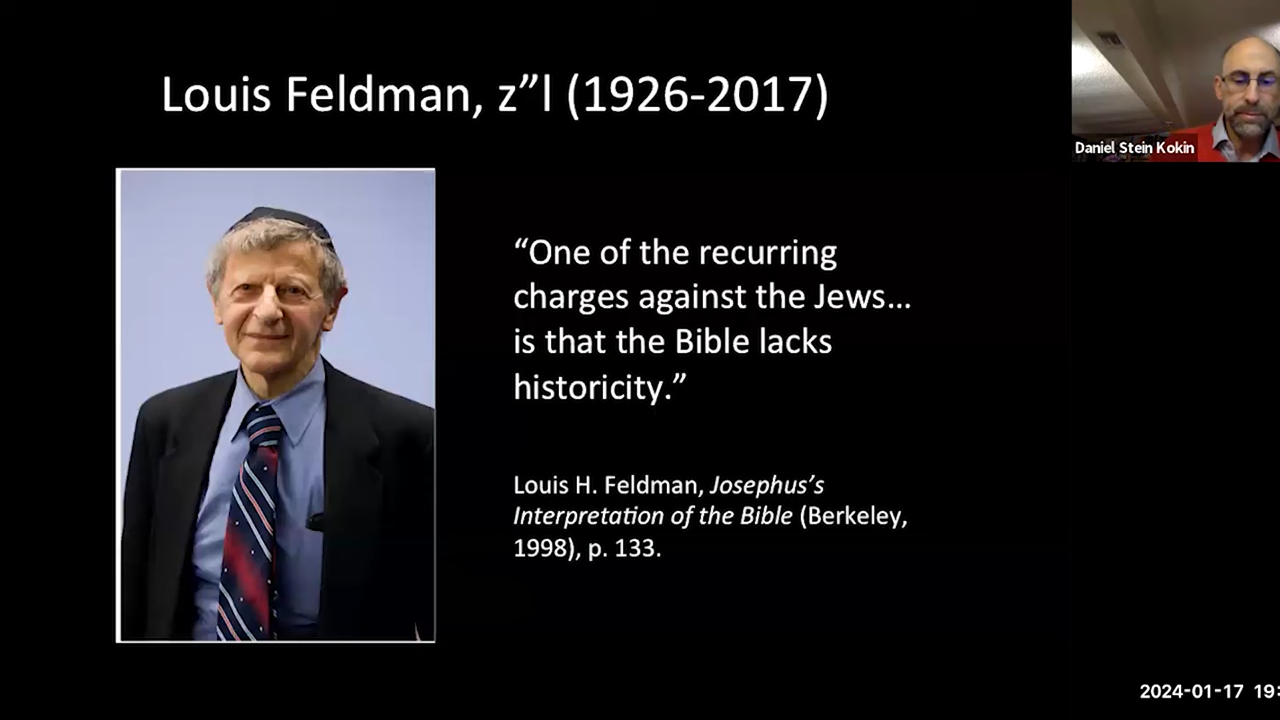 Louis Feldman, z”l (1926-2017)
Daniel Stein Kokin
“One of the recurring
charges against the Jews...
is that the Bible lacks
historicity.”
Louis H. Feldman, Josephus’s
Interpretation of the Bible (Berkeley,
1998), p. 133.
2024-01-17 19: